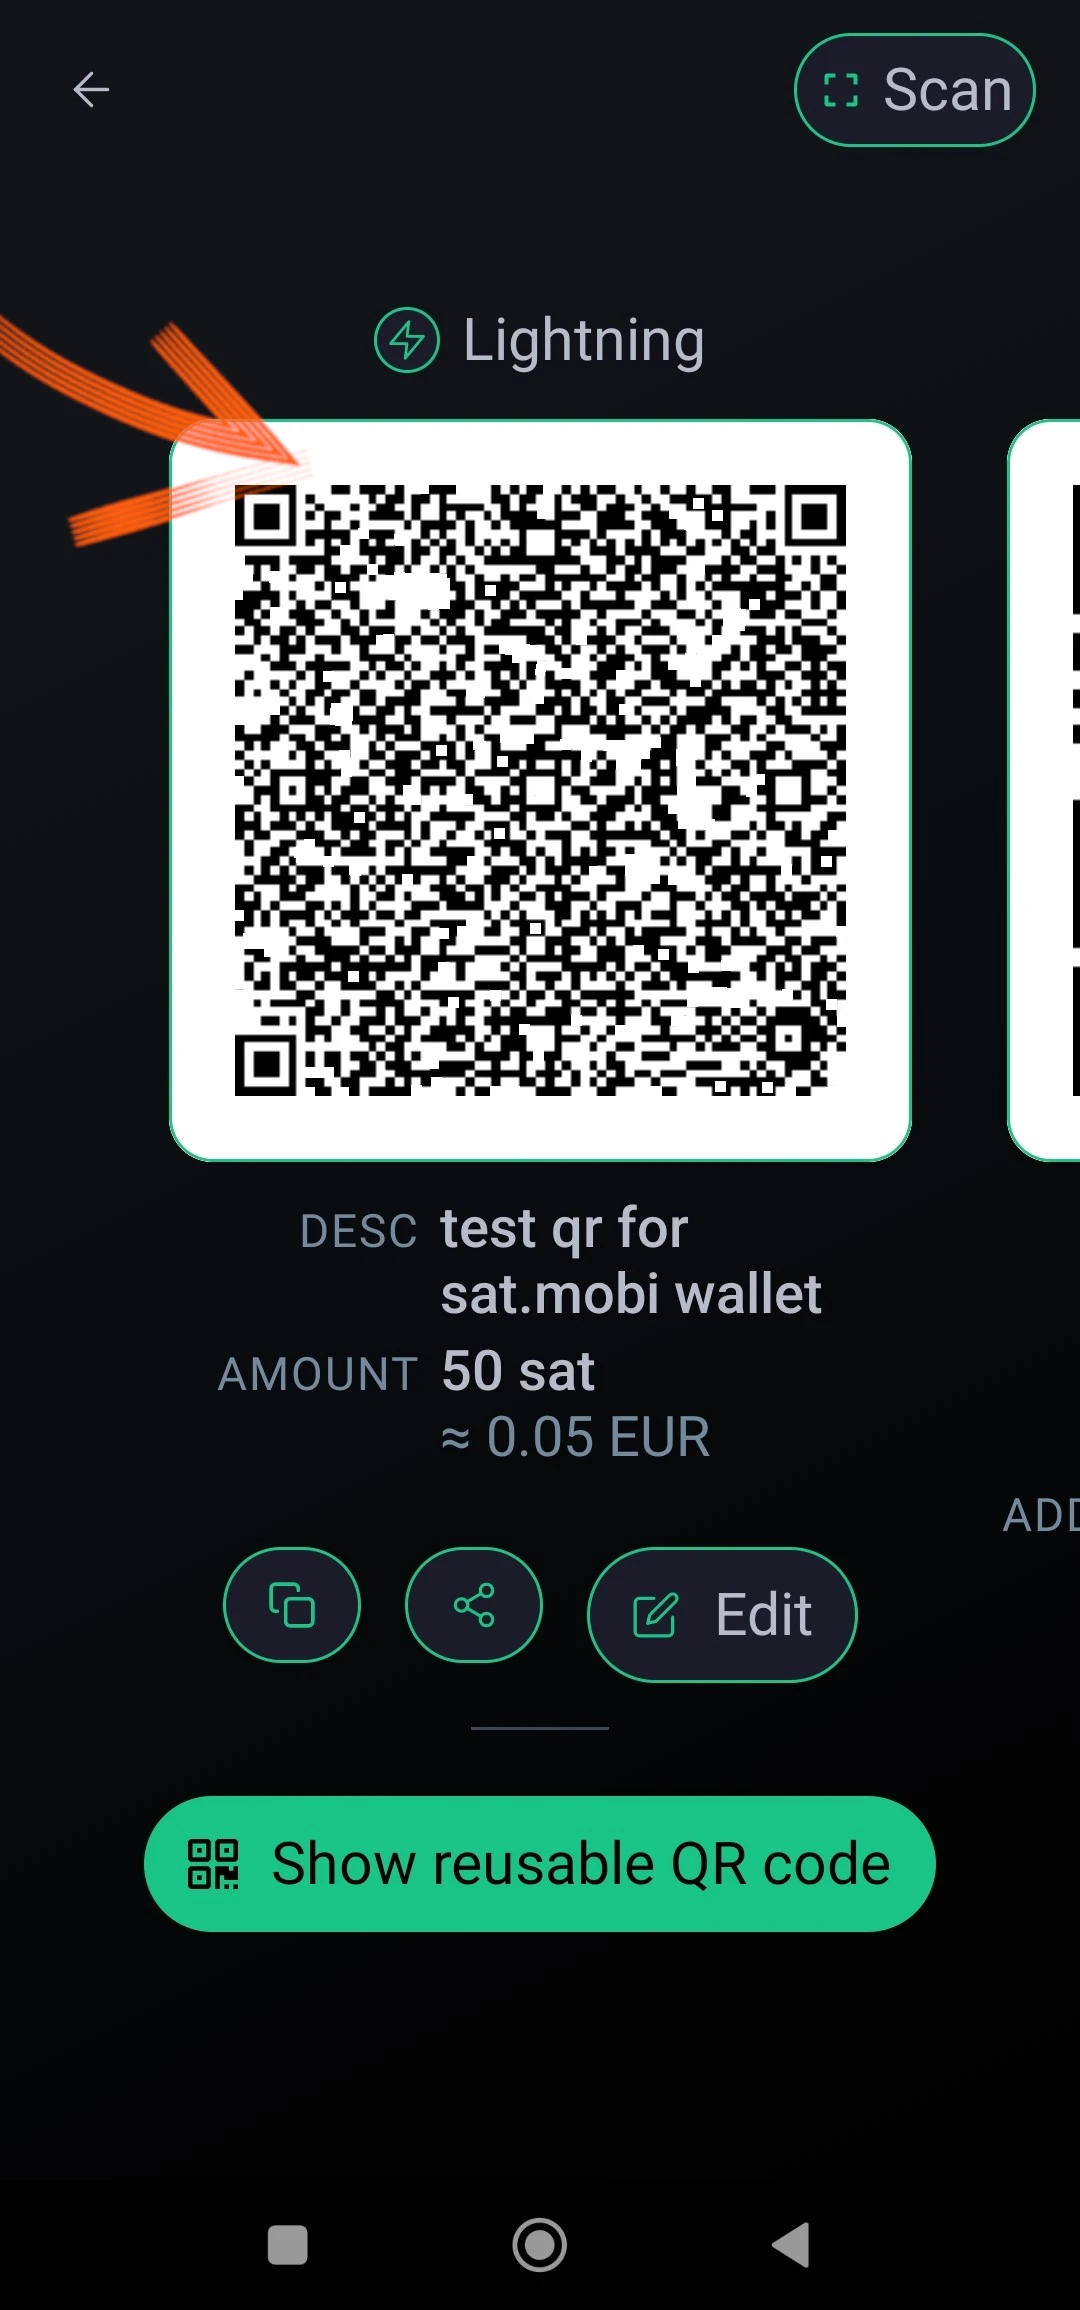 Scan
Lightning
DESC test qr for
sat.mobi wallet
AMOUNT 50 sat
≈ 0.05 EUR
ADD
Edit
Show reusable QR code